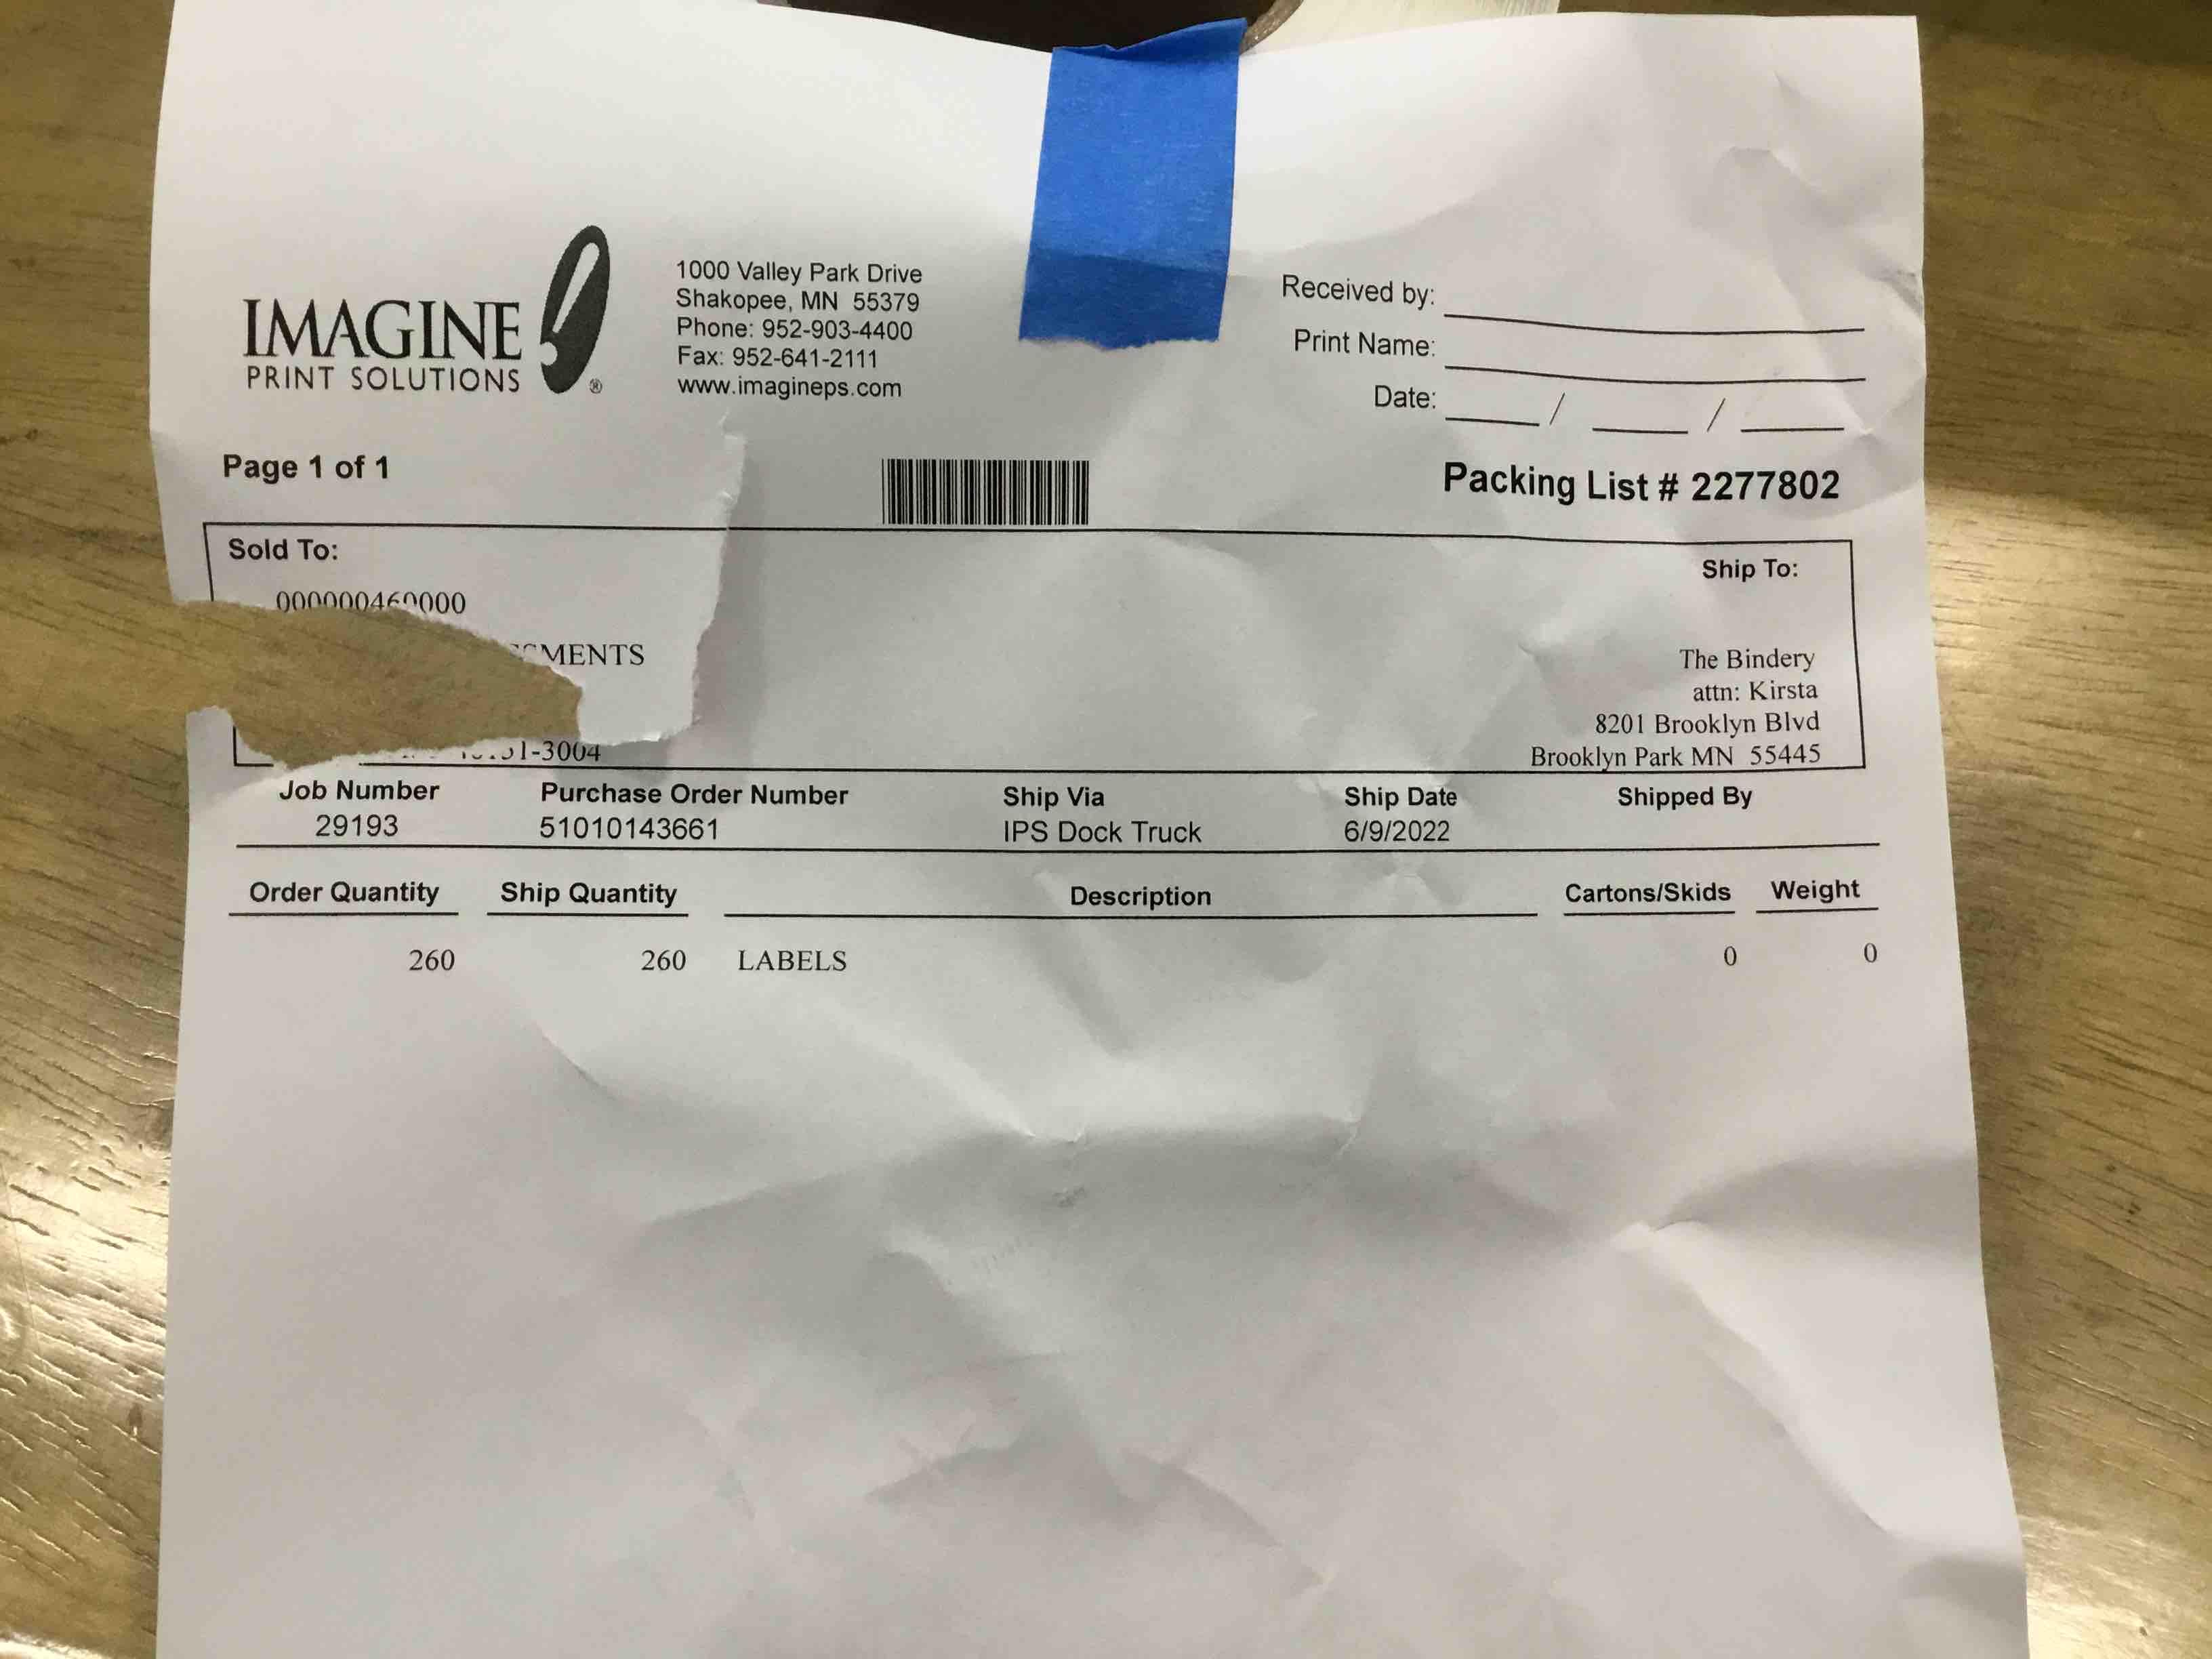 IMAGINE
PRINT SOLUTIONS ®
1000 Valley Park Drive
Shakopee, MN 55379
Phone: 952-903-4400
Fax: 952-641-2111
www.imagineps.com
Received by:
Print Name:
Date: / /
Page 1 of 1
Packing List # 2277802
Sold To:
000000460000
Ship To:
The Bindery
attn: Kirsta
8201 Brooklyn Blvd
Brooklyn Park MN 55445
Job Number Purchase Order Number Ship Via Ship Date Shipped By
29193 51010143661 IPS Dock Truck 6/9/2022
Order Quantity Ship Quantity Description Cartons/Skids Weight
260 260 LABELS 0 0